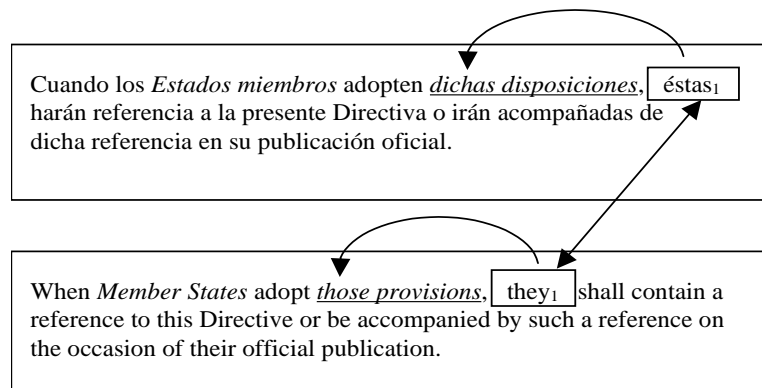 Cuando los Estados miembros adopten dichas disposiciones, éstas1
harán referencia a la presente Directiva o irán acompañadas de
dicha referencia en su publicación oficial.
When Member States adopt those provisions, they1 shall contain a
reference to this Directive or be accompanied by such a reference on
the occasion of their official publication.